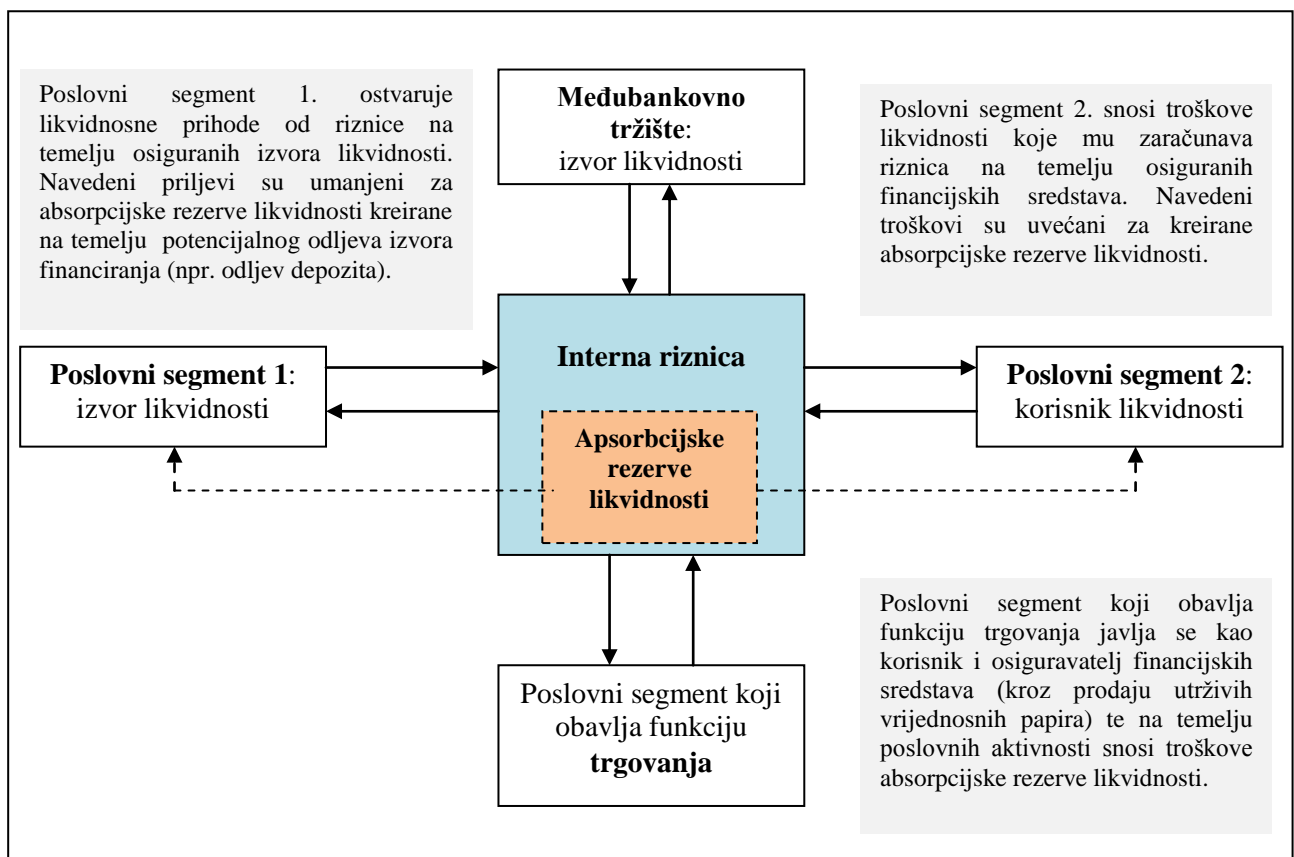 Poslovni segment 1. ostvaruje
likvidnosne prihode od riznice na
temelju osiguranih izvora likvidnosti.
Navedeni priljevi su umanjeni za
absorpcijske rezerve likvidnosti kreirane
na temelju potencijalnog odljeva izvora
financiranja (npr. odljev depozita).
Međubankovno
tržište:
izvor likvidnosti
Poslovni segment 2. snosi troškove
likvidnosti koje mu zaračunava
riznica na temelju osiguranih
financijskih sredstava. Navedeni
troškovi su uvećani za kreirane
absorpcijske rezerve likvidnosti.
Poslovni segment 1:
izvor likvidnosti
Interna riznica
Poslovni segment 2:
korisnik likvidnosti
Apsorbcijske
rezerve
likvidnosti
Poslovni segment koji
obavlja funkciju
trgovanja
Poslovni segment koji obavlja
funkciju trgovanja javlja se kao
korisnik i osiguravatelj financijskih
sredstava (kroz prodaju utrživih
vrijednosnih papira) te na temelju
poslovnih aktivnosti snosi troškove
absorpcijske rezerve likvidnosti.